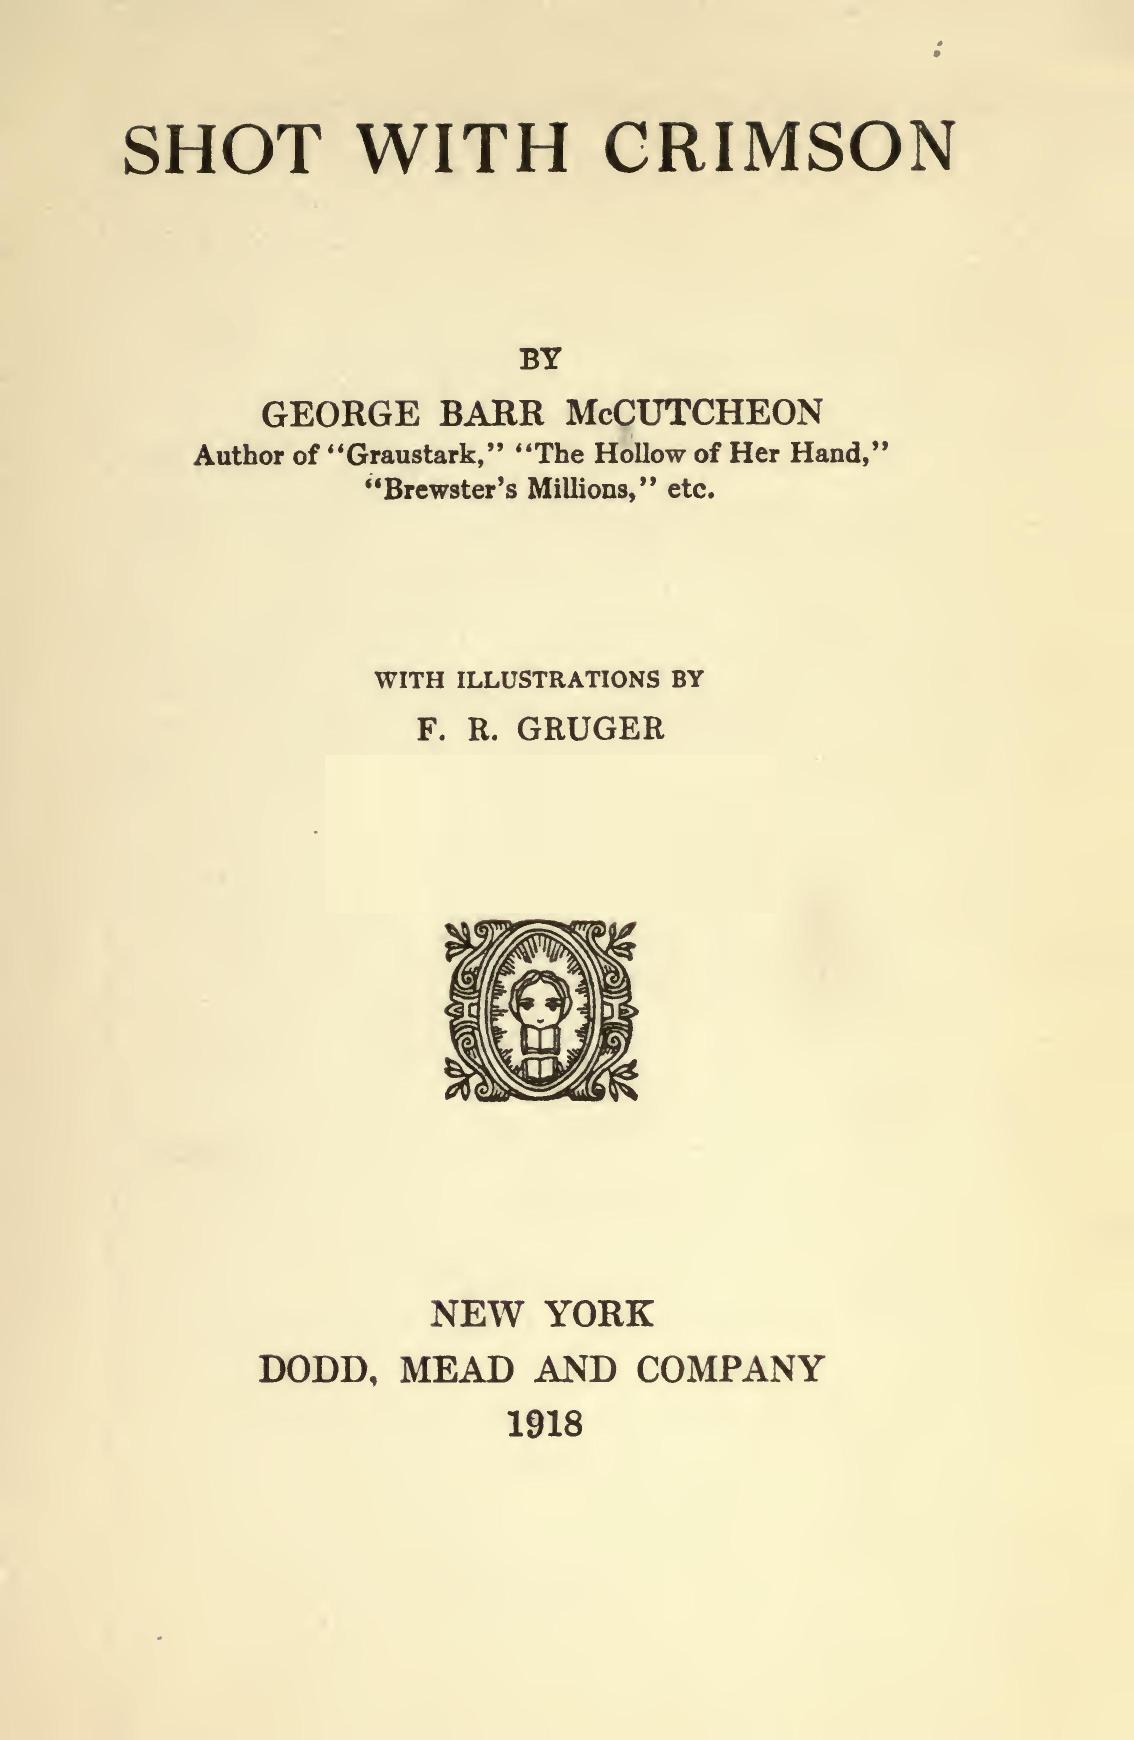 SHOT WITH CRIMSON
BY
GEORGE BARR McCUTCHEON
Author of “Graustark,” “The Hollow of Her Hand,”
“Brewster’s Millions,” etc.
WITH ILLUSTRATIONS BY
F. R. GRUGER
NEW YORK
DODD, MEAD AND COMPANY
1918